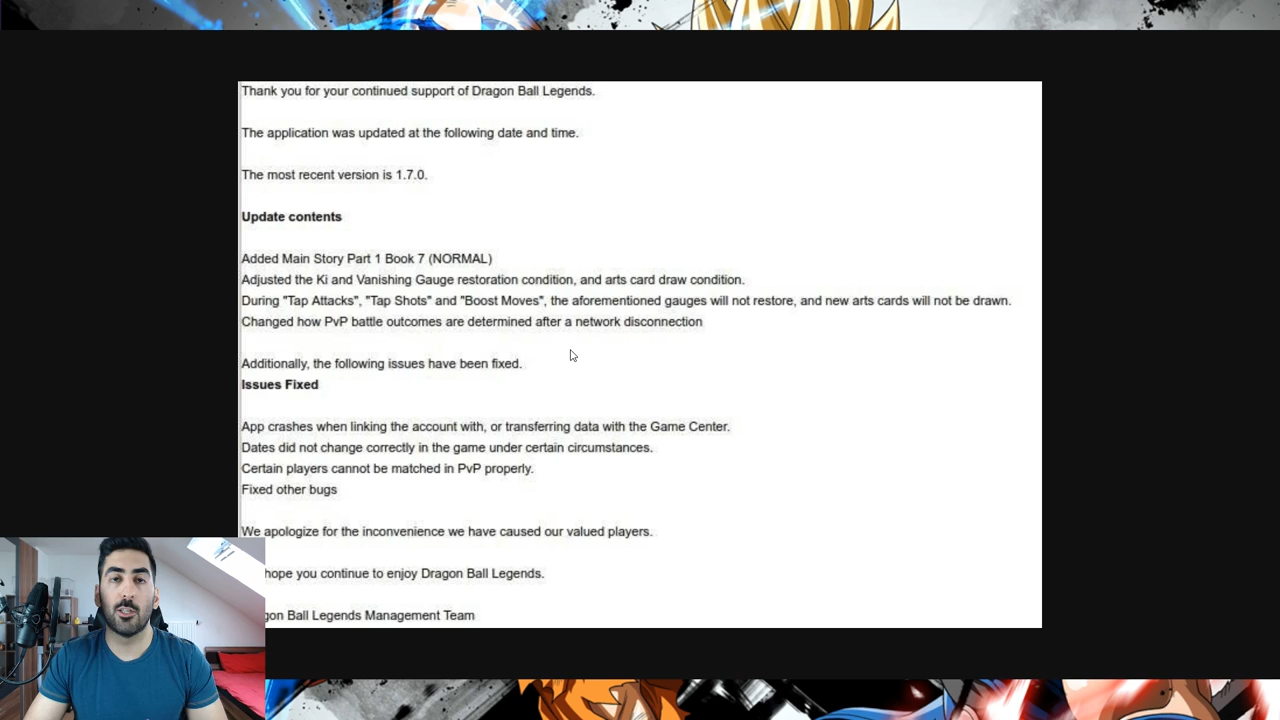 Thank you for your continued support of Dragon Ball Legends.
The application was updated at the following date and time.
The most recent version is 1.7.0.
Update contents
Added Main Story Part 1 Book 7 (NORMAL)
Adjusted the Ki and Vanishing Gauge restoration condition, and arts card draw condition.
During "Tap Attacks", "Tap Shots" and "Boost Moves", the aforementioned gauges will not restore, and new arts cards will not be drawn.
Changed how PvP battle outcomes are determined after a network disconnection
Additionally, the following issues have been fixed.
Issues Fixed
App crashes when linking the account with, or transferring data with the Game Center.
Dates did not change correctly in the game under certain circumstances.
Certain players cannot be matched in PvP properly.
Fixed other bugs
We apologize for the inconvenience we have caused our valued players.
hope you continue to enjoy Dragon Ball Legends.
gon Ball Legends Management Team